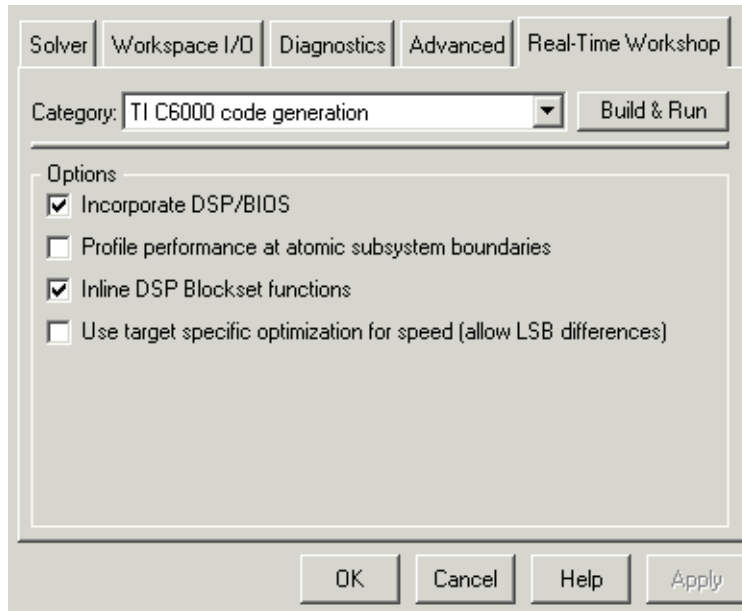 Solver Workspace I/O Diagnostics Advanced Real-Time Workshop
Category: TI C6000 code generation Build & Run
Options
Incorporate DSP/BIOS
Profile performance at atomic subsystem boundaries
Inline DSP Blockset functions
Use target specific optimization for speed (allow LSB differences)
OK Cancel Help Apply